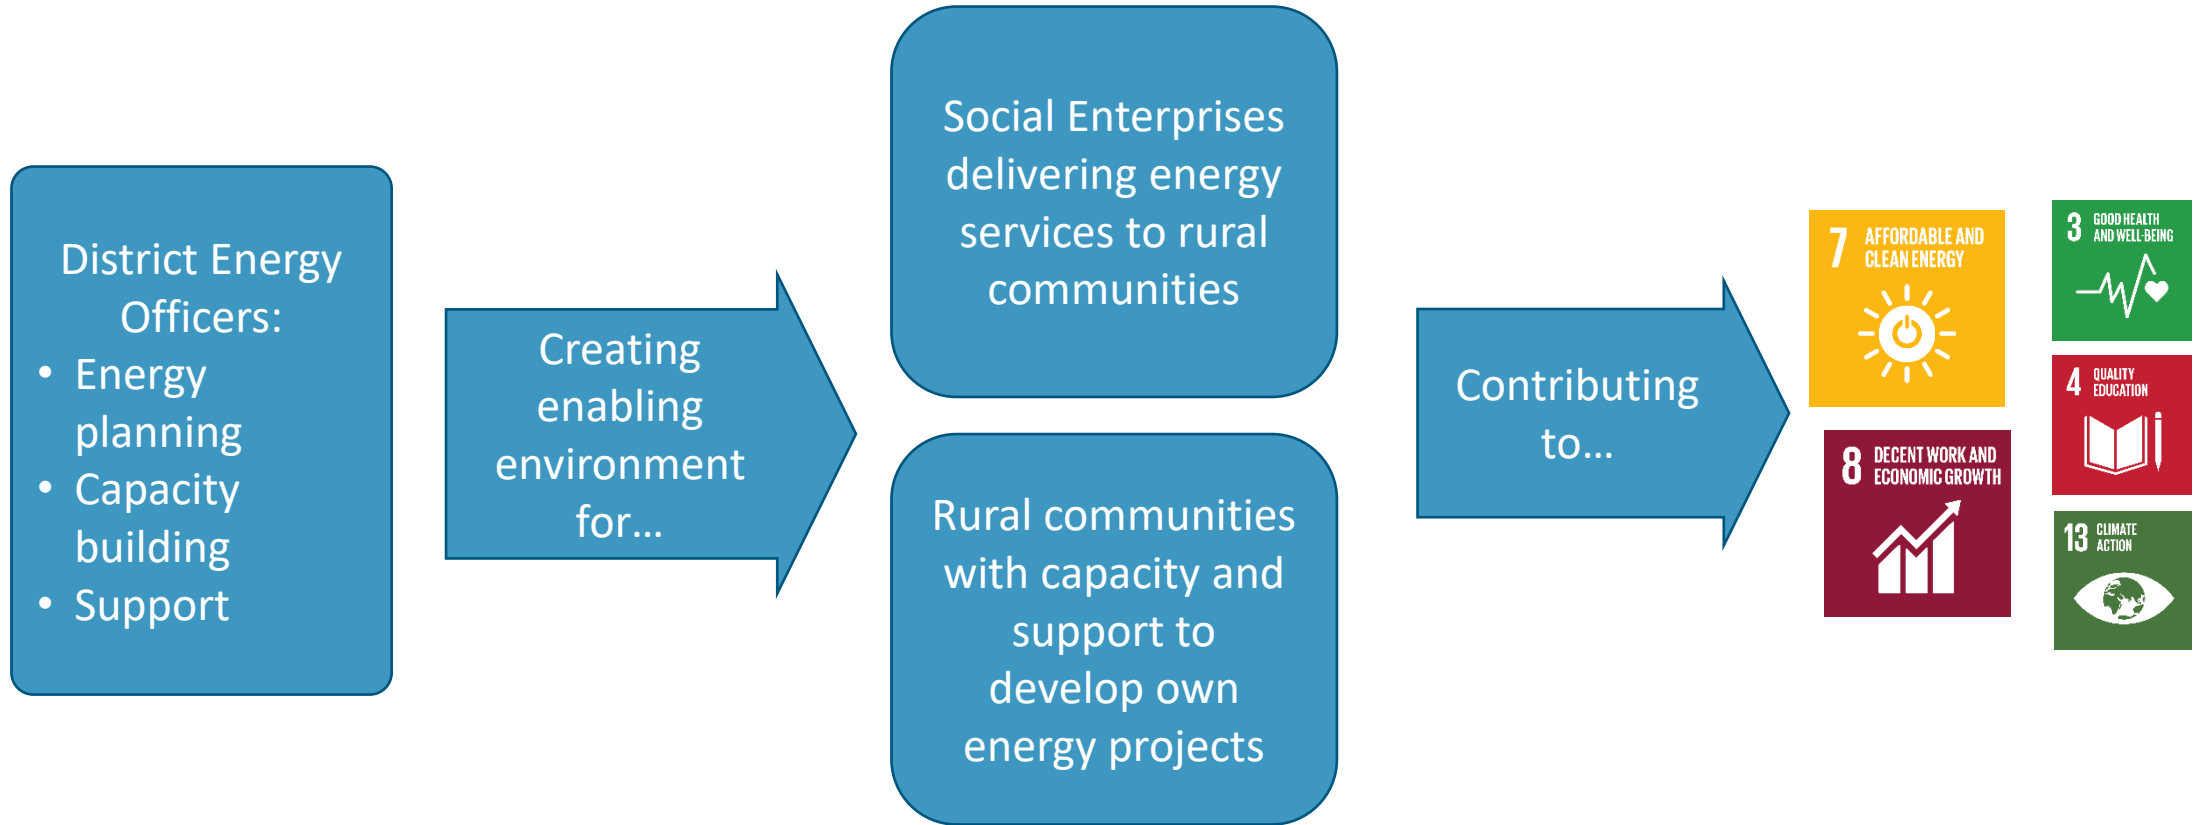 District Energy
Officers:
• Energy
planning
• Capacity
building
• Support
Creating
enabling
environment
for...
Social Enterprises
delivering energy
services to rural
communities
Rural communities
with capacity and
support to
develop own
energy projects
Contributing
to...
7 AFFORDABLE AND
CLEAN ENERGY
8 DECENT WORK AND
ECONOMIC GROWTH
3 GOOD HEALTH
AND WELL-BEING
4 QUALITY
EDUCATION
13 CLIMATE
ACTION